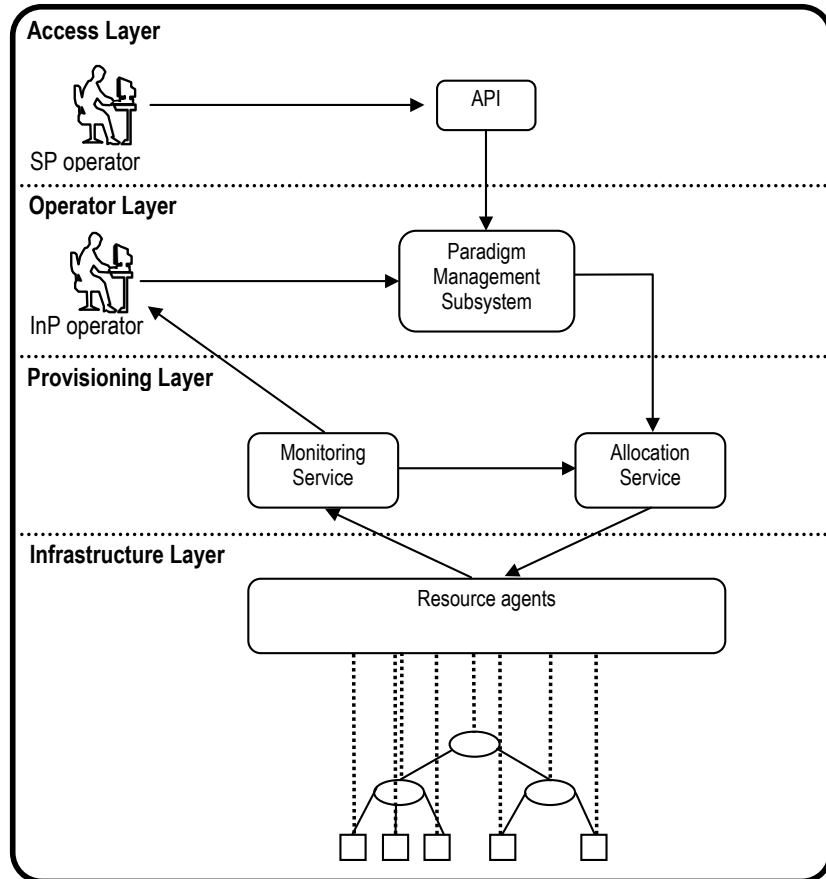 Access Layer
API
SP operator
Operator Layer
Paradigm
Management
Subsystem
InP operator
Provisioning Layer
Monitoring
Service
Allocation
Service
Infrastructure Layer
Resource agents